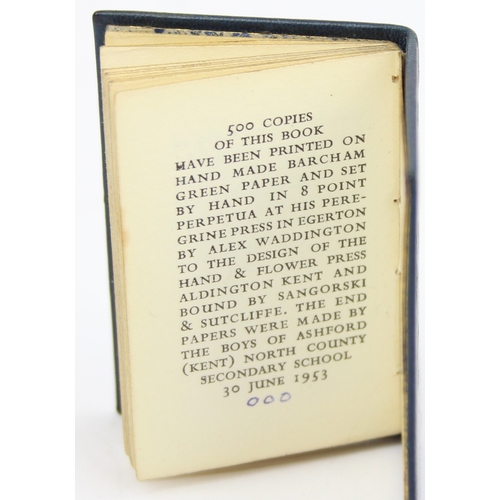 500 COPIES
OF THIS BOOK
HAVE BEEN PRINTED ON
HAND MADE BARCHAM
GREEN PAPER AND SET
BY HAND IN 8 POINT
PERPETUA AT HIS PERE-
GRINE PRESS IN EGERTON
BY ALEX WADDINGTON
TO THE DESIGN OF THE
HAND & FLOWER PRESS
ALDINGTON KENT AND
BOUND BY SANGORSKI
& SUTCLIFFE. THE END
PAPERS WERE MADE BY
THE BOYS OF ASHFORD
(KENT) NORTH COUNTY
SECONDARY SCHOOL
30 JUNE 1953
000